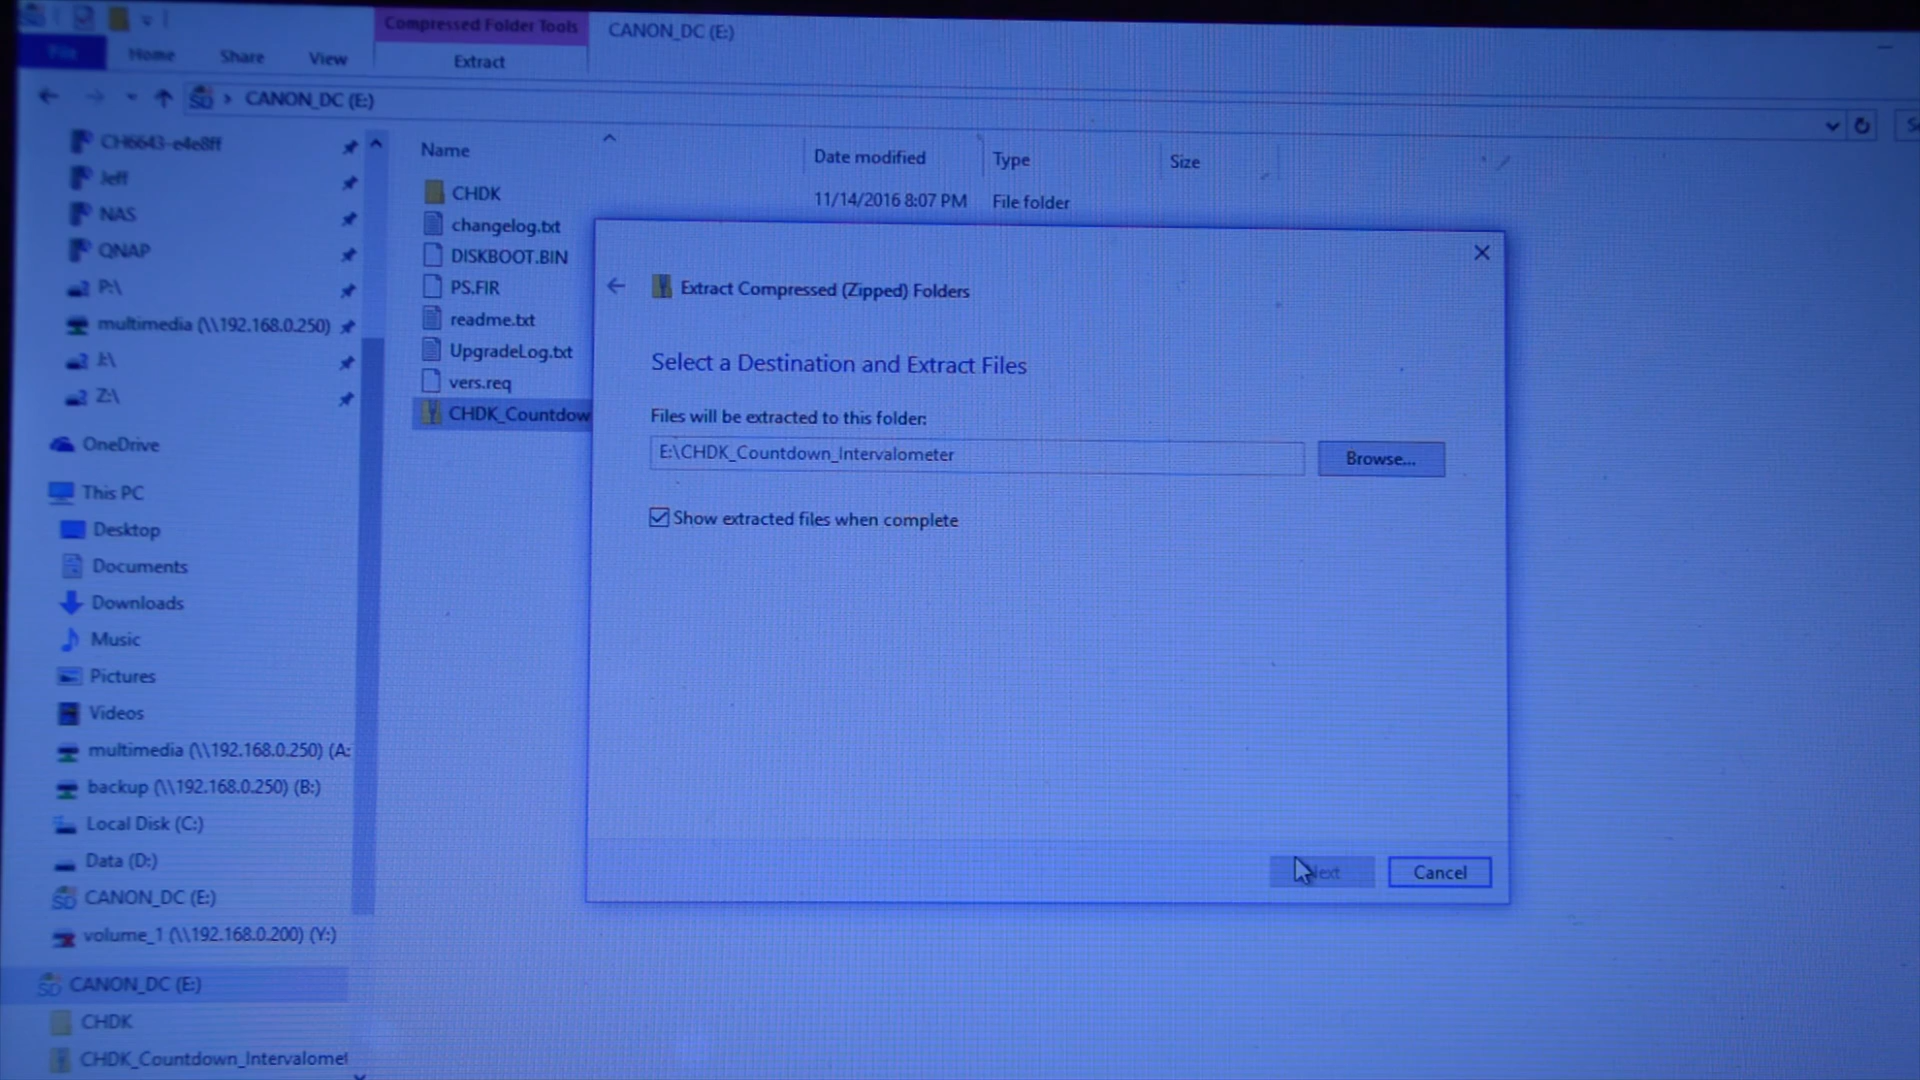 Compressed Folder Tools
CANON_DC (E:)
File
Home
Share
View
Extract
CANON_DC (E:)
CH6643-e4e8ff
Jeff
NAS
QNAP
P:\
multimedia (\\192.168.0.250)
Z:\
OneDrive
This PC
Desktop
Documents
Downloads
Music
Pictures
Videos
multimedia (\\192.168.0.250) (A:
backup (\\192.168.0.250) (B:)
Local Disk (C:)
Data (D:)
CANON_DC (E:)
volume_1 (\\192.168.0.200) (Y:)
CANON_DC (E:)
CHDK
CHDK_Countdown_Intervalomet
Name
Date modified
Type
Size
CHDK
11/14/2016 8:07 PM
File folder
changelog.txt
DISKBOOT.BIN
PS.FIR
readme.txt
UpgradeLog.txt
vers.req
CHDK_Countdow
Extract Compressed (Zipped) Folders
Select a Destination and Extract Files
Files will be extracted to this folder:
E:\CHDK_Countdown_Intervalometer
Browse...
Show extracted files when complete
Next
Cancel